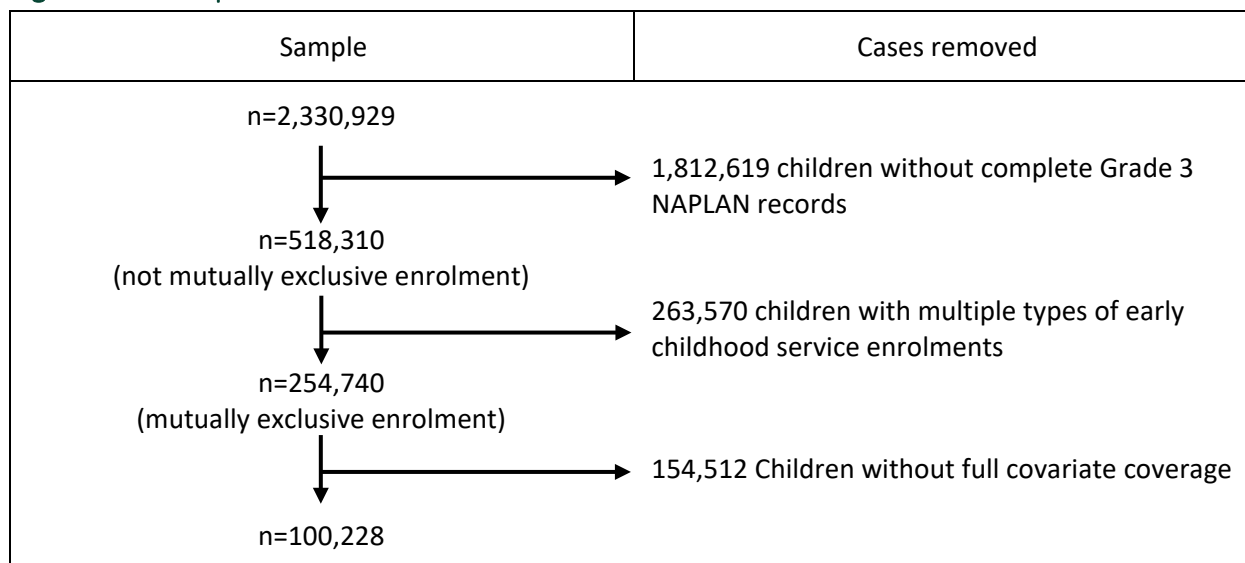 Sample
Cases removed
n=2,330,929
1,812,619 children without complete Grade 3
NAPLAN records
n=518,310
(not mutually exclusive enrolment)
263,570 children with multiple types of early
childhood service enrolments
n=254,740
(mutually exclusive enrolment)
154,512 Children without full covariate coverage
n=100,228